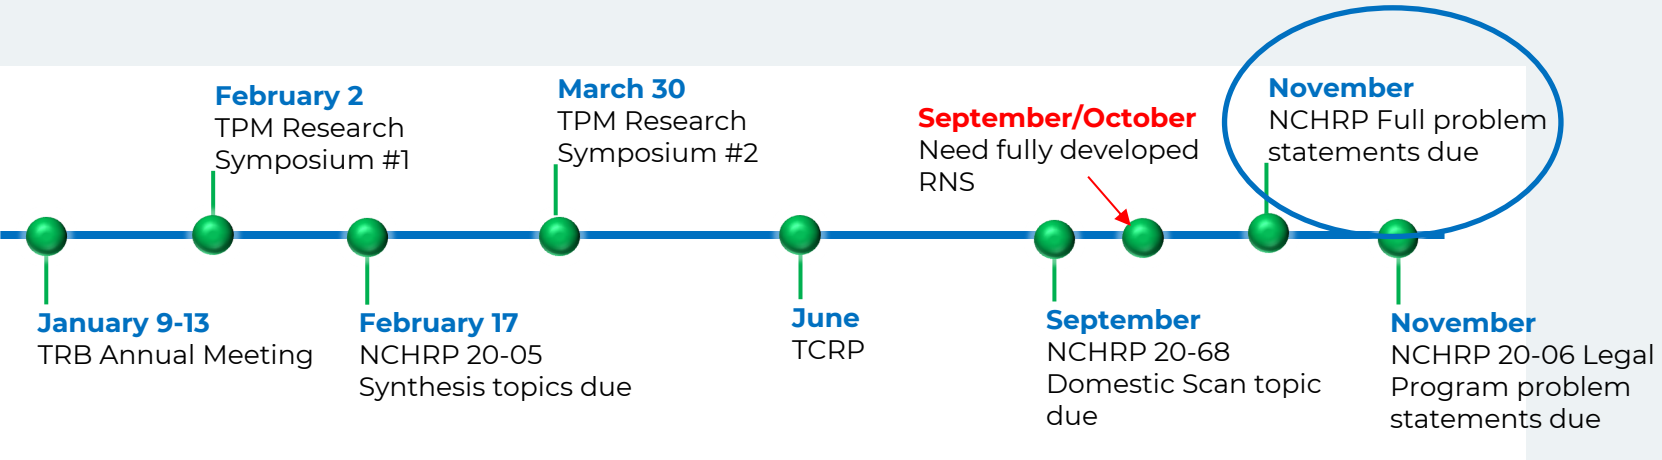 February 2
TPM Research
Symposium #1
March 30
TPM Research
Symposium #2
September/October
Need fully developed
RNS
November
NCHRP Full problem
statements due
January 9-13
TRB Annual Meeting
February 17
NCHRP 20-05
Synthesis topics due
June
TCRP
September
NCHRP 20-68
Domestic Scan topic
due
November
NCHRP 20-06 Legal
Program problem
statements due